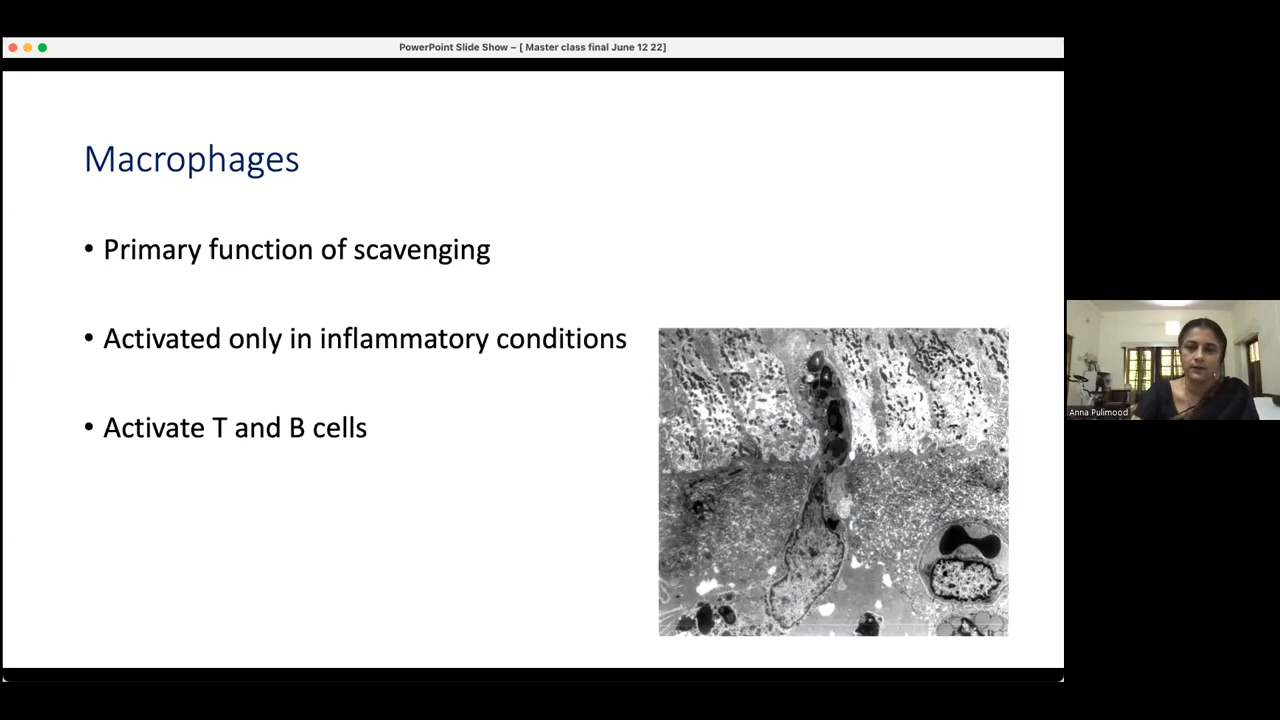 PowerPoint Slide Show – [ Master class final June 12 22]
Macrophages
• Primary function of scavenging
• Activated only in inflammatory conditions
• Activate T and B cells
Anna Pulimood